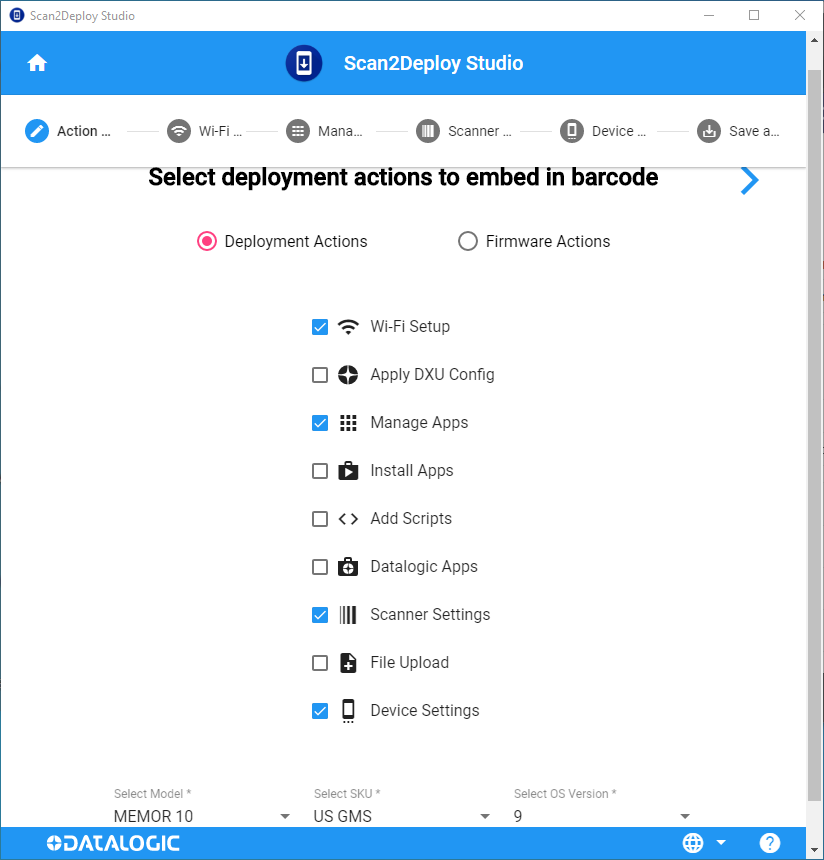 Scan2Deploy Studio
Scan2Deploy Studio
Action ... Wi-Fi ... Mana... Scanner ... Device ... Save a...
Select deployment actions to embed in barcode
Deployment Actions Firmware Actions
Wi-Fi Setup
Apply DXU Config
Manage Apps
Install Apps
Add Scripts
Datalogic Apps
Scanner Settings
File Upload
Device Settings
Select Model * Select SKU * Select OS Version *
MEMOR 10 US GMS 9
DATALOGIC ?